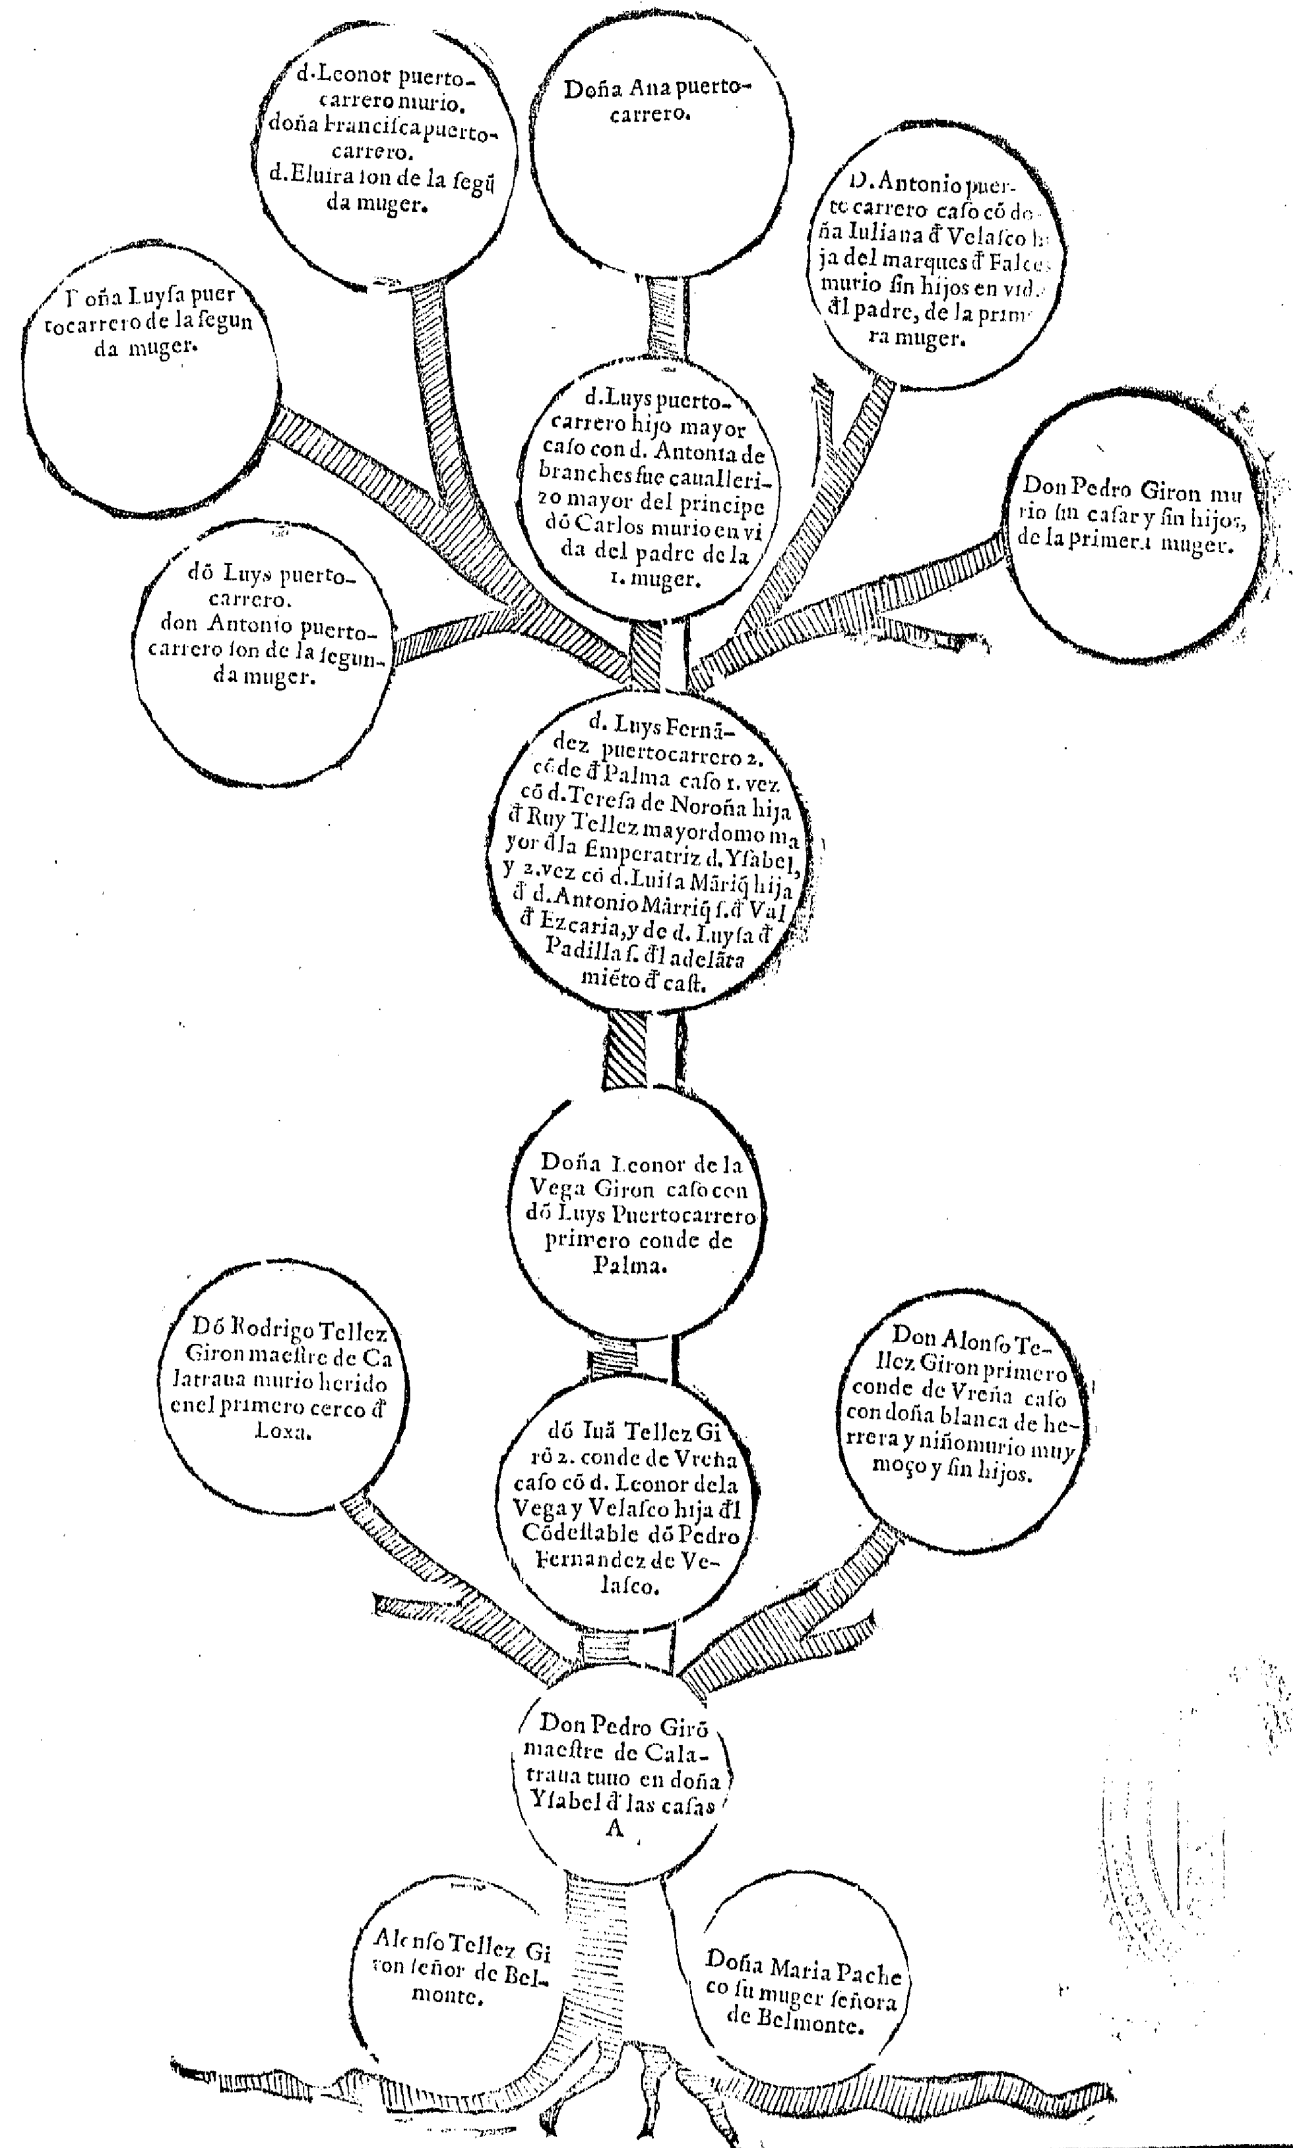 d.Leonor puerto-
carrero murio.
doña Franciſca puerto-
carrero.
d.Eluira ſon de la ſegũ
da muger.
Doña Ana puerto-
carrero.
D.Antonio puer-
to carrero caſo cõ do-
ña Iuliana đ Velaſco hi
ja del marques đ Falces
murio ſin hijos en vid.
đl padre, de la prime
ra muger.
Doña Luyſa puer
tocarrero de la ſegun
da muger.
d.Luys puerto-
carrero hijo mayor
caſo con d. Antonia de
branches fue caualleri-
zo mayor del principe
dõ Carlos murio en vi
da del padre de la
1. muger.
Don Pedro Giron mu
rio ſin caſar y ſin hijos,
de la primera muger.
dõ Luys puerto-
carrero.
don Antonio puerto-
carrero ſon de la ſegun-
da muger.
d. Luys Fernã-
dez puertocarrero 2.
cõde đ Palma caſo 1. vez
cõ d.Tereſa de Noroña hija
đ Ruy Tellez mayordomo ma
yor đla Emperatriz d.Yſabel,
y 2.vez cõ d.Luiſa Mãriq̃ hija
đ d.Antonio Mãrriq̃ ſ.đ Val
đ Ezcaria,y de d. Luyſa đ
Padilla ſ. đl adelãta
miẽto đ caſt.
Doña Leonor de la
Vega Giron caſo con
dõ Luys Puertocarrero
primero conde de
Palma.
Dõ Rodrigo Tellez
Giron maeſtre de Ca
latraua murio herido
enel primero cerco đ
Loxa.
Don Alonſo Te-
llez Giron primero
conde de Vreña caſo
con doña blanca de he-
rrera y niño murio muy
moço y ſin hijos.
dõ Iuã Tellez Gi
rõ 2. conde de Vreña
caſo cõ d. Leonor dela
Vega y Velaſco hija đl
Cõdeſtable dõ Pedro
Fernandez de Ve-
laſco.
Don Pedro Girõ
maeſtre de Cala-
traua tuuo en doña
Yſabel đ las caſas
A
Alonſo Tellez Gi
ron ſeñor de Bel-
monte.
Doña Maria Pache
co ſu muger ſeñora
de Belmonte.